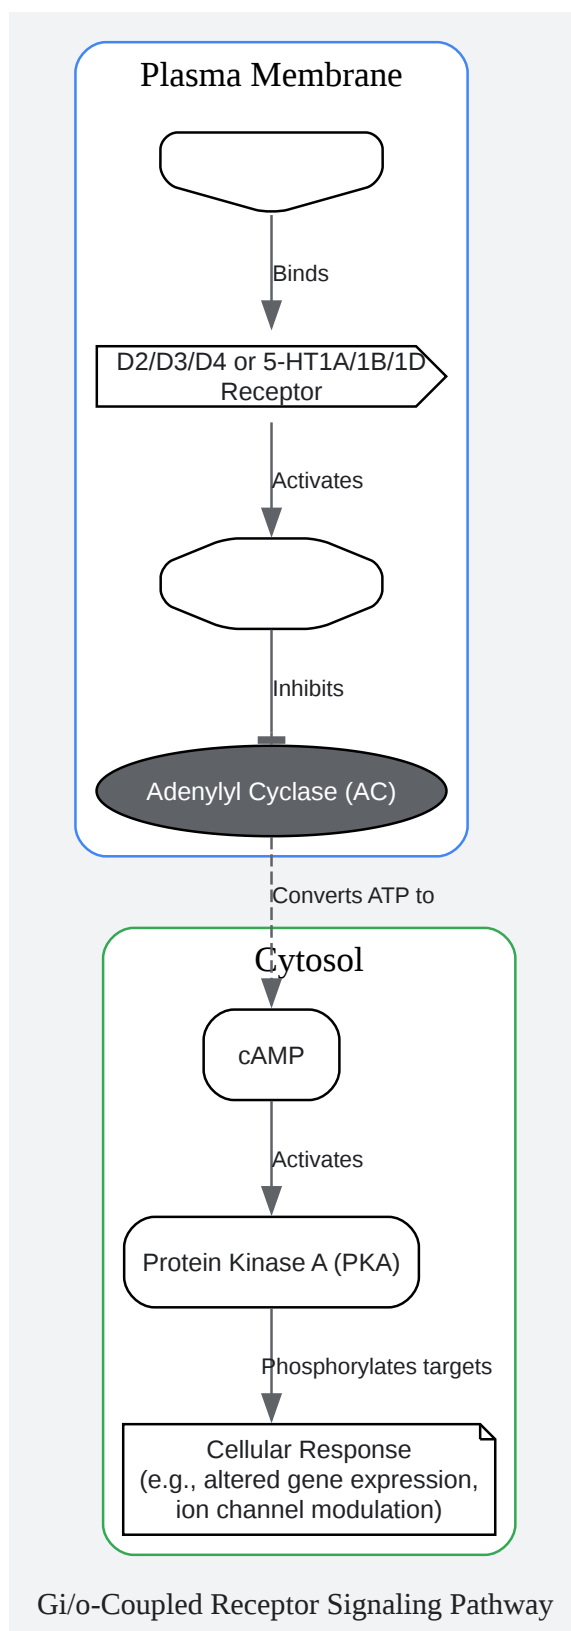 Plasma Membrane
Binds
D2/D3/D4 or 5-HT1A/1B/1D
Receptor
Activates
Inhibits
Adenylyl Cyclase (AC)
Converts ATP to
Cytosol
cAMP
Activates
Protein Kinase A (PKA)
Phosphorylates targets
Cellular Response
(e.g., altered gene expression,
ion channel modulation)
Gi/o-Coupled Receptor Signaling Pathway